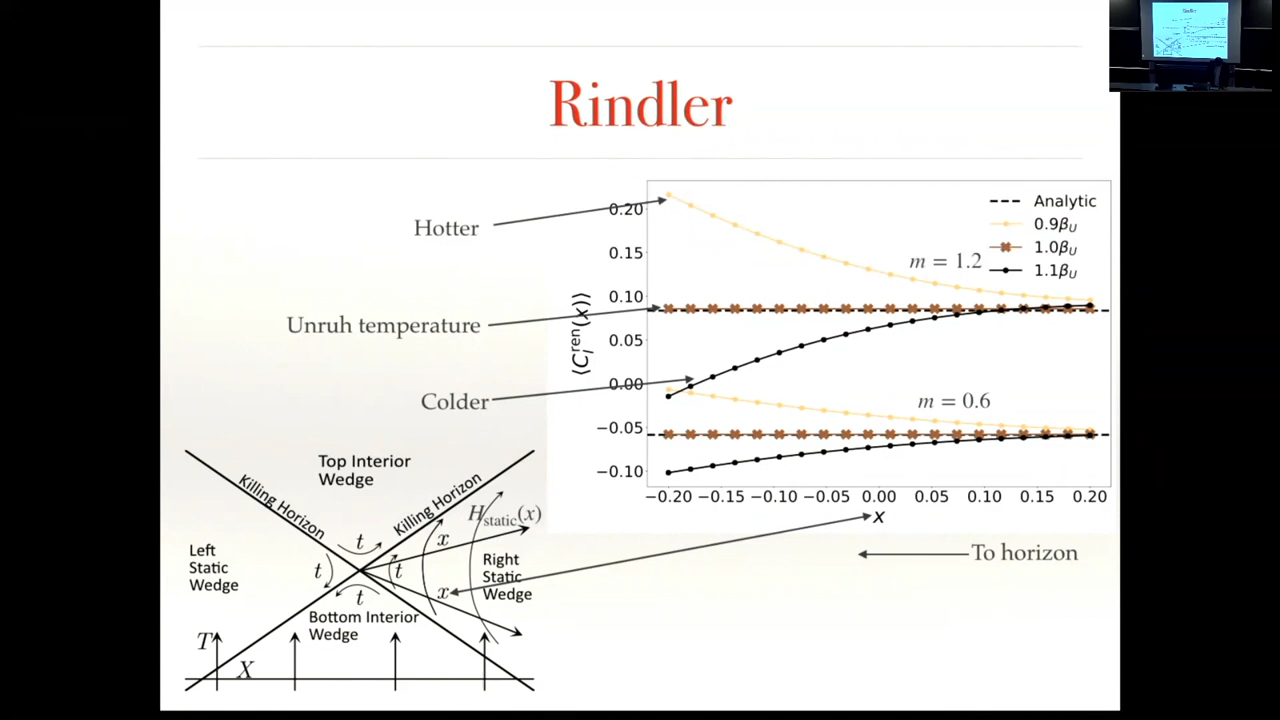 Rindler
Hotter
Unruh temperature
Colder
0.20
0.15
0.10
0.05
0.00
−0.05
−0.10
⟨C_I^ren(x)⟩
Analytic
0.9β_U
1.0β_U
1.1β_U
m = 1.2
m = 0.6
−0.20 −0.15 −0.10 −0.05 0.00 0.05 0.10 0.15 0.20
x
To horizon
Top Interior
Wedge
Killing Horizon
Killing Horizon
H_static(x)
Left
Static
Wedge
t
x
t
t
t
x
Right
Static
Wedge
Bottom Interior
Wedge
T
X